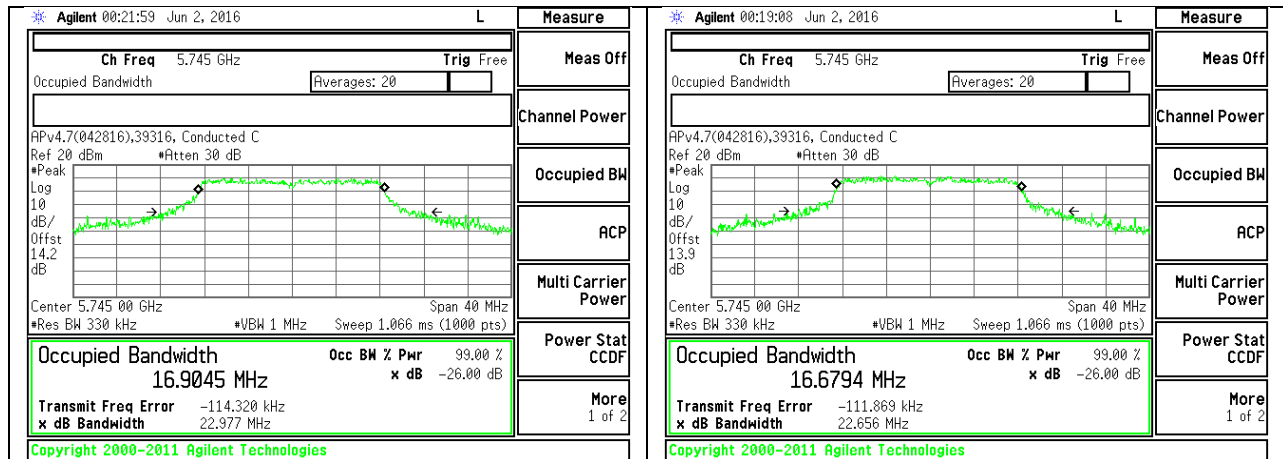 Agilent 00:21:59 Jun 2, 2016 L Measure
Ch Freq 5.745 GHz Trig Free
Meas Off
Occupied Bandwidth Averages: 20
Channel Power
APv4.7(042816),39316, Conducted C
Ref 20 dBm #Atten 30 dB
#Peak
Log
10
dB/
Offst
14.2
dB
Occupied BW
ACP
Multi Carrier
Power
Center 5.745 00 GHz Span 40 MHz
#Res BW 330 kHz #VBW 1 MHz Sweep 1.066 ms (1000 pts)
Power Stat
CCDF
Occupied Bandwidth Occ BW % Pwr 99.00 %
16.9045 MHz x dB -26.00 dB
Transmit Freq Error -114.320 kHz
x dB Bandwidth 22.977 MHz
More
1 of 2
Copyright 2000-2011 Agilent Technologies
Agilent 00:19:08 Jun 2, 2016 L Measure
Ch Freq 5.745 GHz Trig Free
Meas Off
Occupied Bandwidth Averages: 20
Channel Power
APv4.7(042816),39316, Conducted C
Ref 20 dBm #Atten 30 dB
#Peak
Log
10
dB/
Offst
13.9
dB
Occupied BW
ACP
Multi Carrier
Power
Center 5.745 00 GHz Span 40 MHz
#Res BW 330 kHz #VBW 1 MHz Sweep 1.066 ms (1000 pts)
Power Stat
CCDF
Occupied Bandwidth Occ BW % Pwr 99.00 %
16.6794 MHz x dB -26.00 dB
Transmit Freq Error -111.869 kHz
x dB Bandwidth 22.656 MHz
More
1 of 2
Copyright 2000-2011 Agilent Technologies